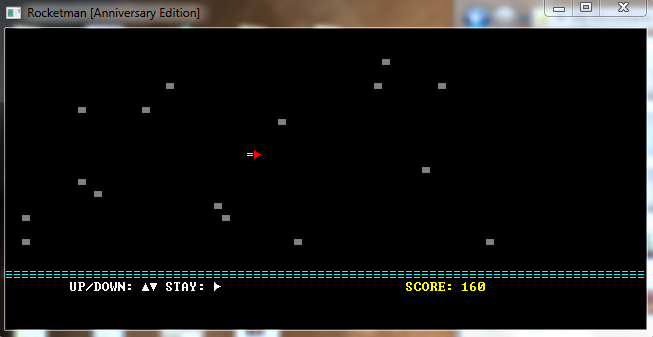 Rocketman [Anniversary Edition]
UP/DOWN: ▲▼ STAY: ► SCORE: 160